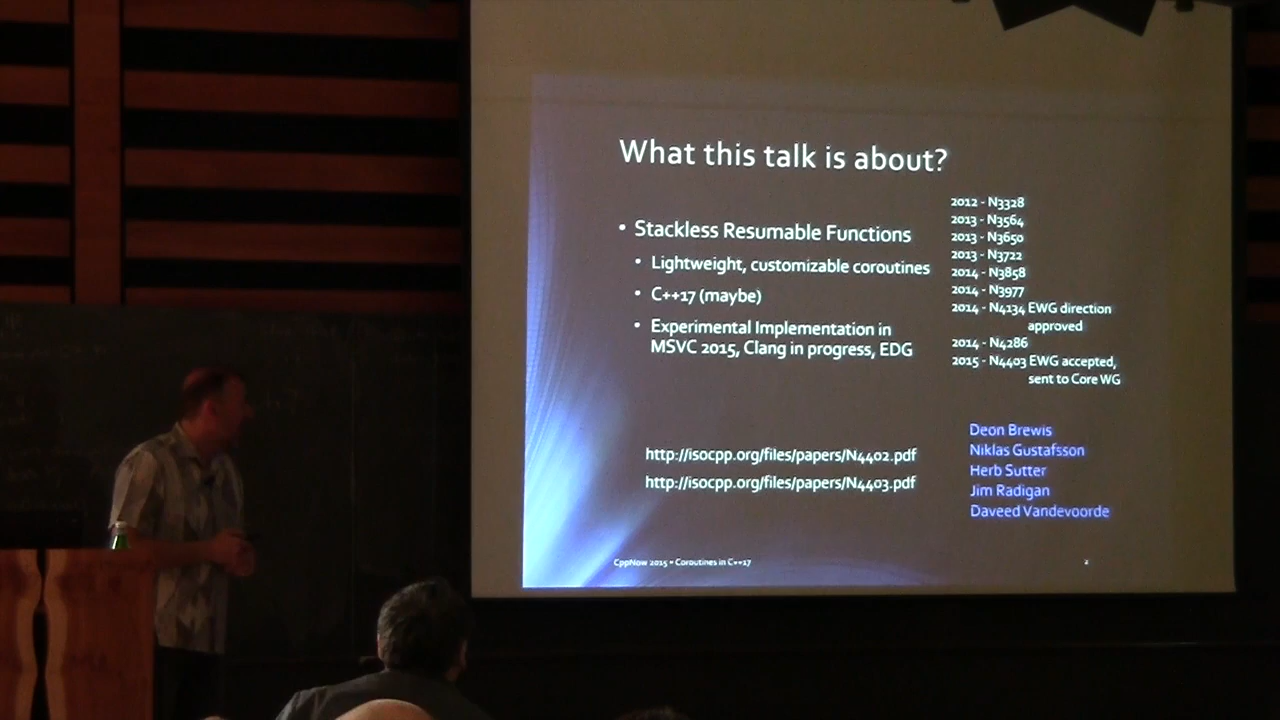 What this talk is about?
• Stackless Resumable Functions
• Lightweight, customizable coroutines
• C++17 (maybe)
• Experimental Implementation in
MSVC 2015, Clang in progress, EDG
http://isocpp.org/files/papers/N4402.pdf
http://isocpp.org/files/papers/N4403.pdf
2012 - N3328
2013 - N3564
2013 - N3650
2013 - N3722
2014 - N3858
2014 - N3977
2014 - N4134 EWG direction
approved
2014 - N4286
2015 - N4403 EWG accepted,
sent to Core WG
Deon Brewis
Niklas Gustafsson
Herb Sutter
Jim Radigan
Daveed Vandevoorde
CppNow 2015 - Coroutines in C++17
2